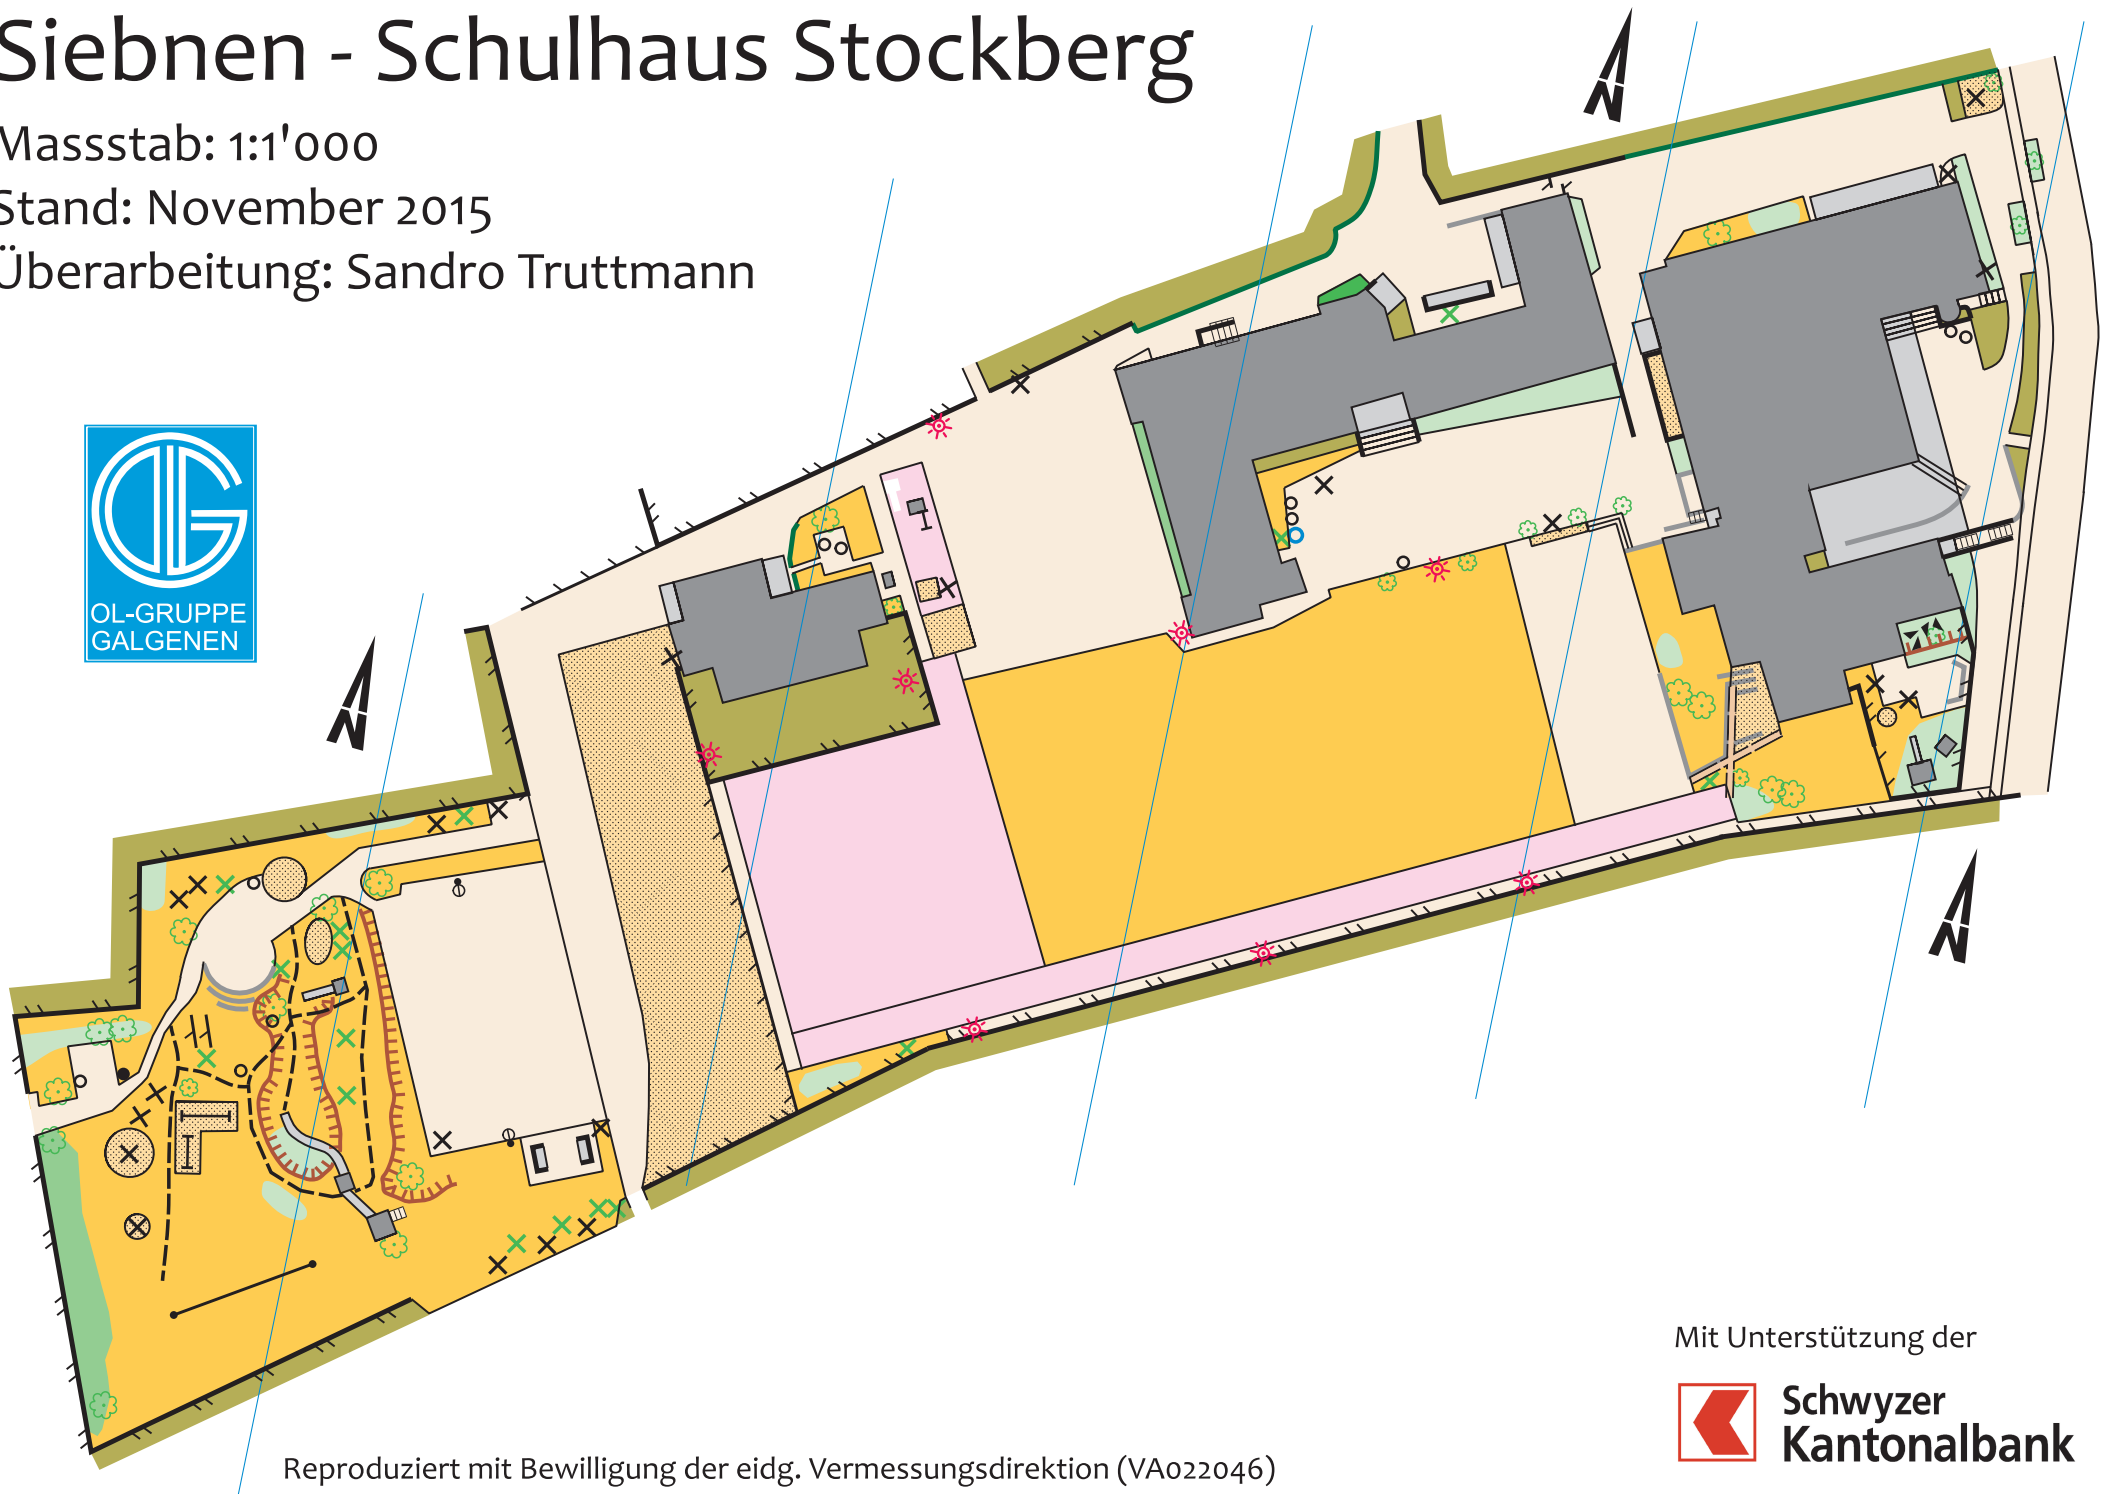 Siebnen - Schulhaus Stockberg
Massstab: 1:1'000
Stand: November 2015
Überarbeitung: Sandro Truttmann
OL-GRUPPE
GALGENEN
N
N
N
Mit Unterstützung der
Schwyzer
Kantonalbank
Reproduziert mit Bewilligung der eidg. Vermessungsdirektion (VA022046)